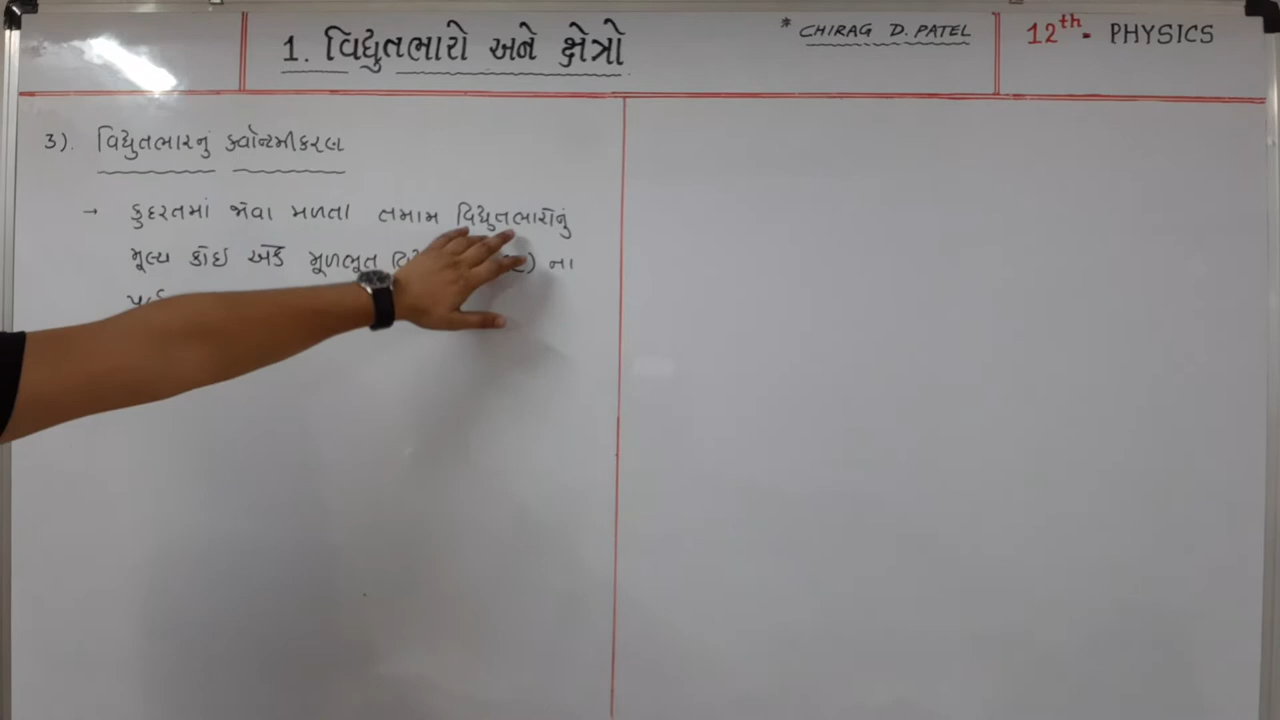 1. વિદ્યુતભારો અને ક્ષેત્રો
* CHIRAG D. PATEL
12th - PHYSICS
3). વિદ્યુતભારનું ક્વોન્ટમીકરણ
→ કુદરતમાં જોવા મળતા તમામ વિદ્યુતભારોનું
મૂલ્ય કોઇ એક મૂળભૂત ના